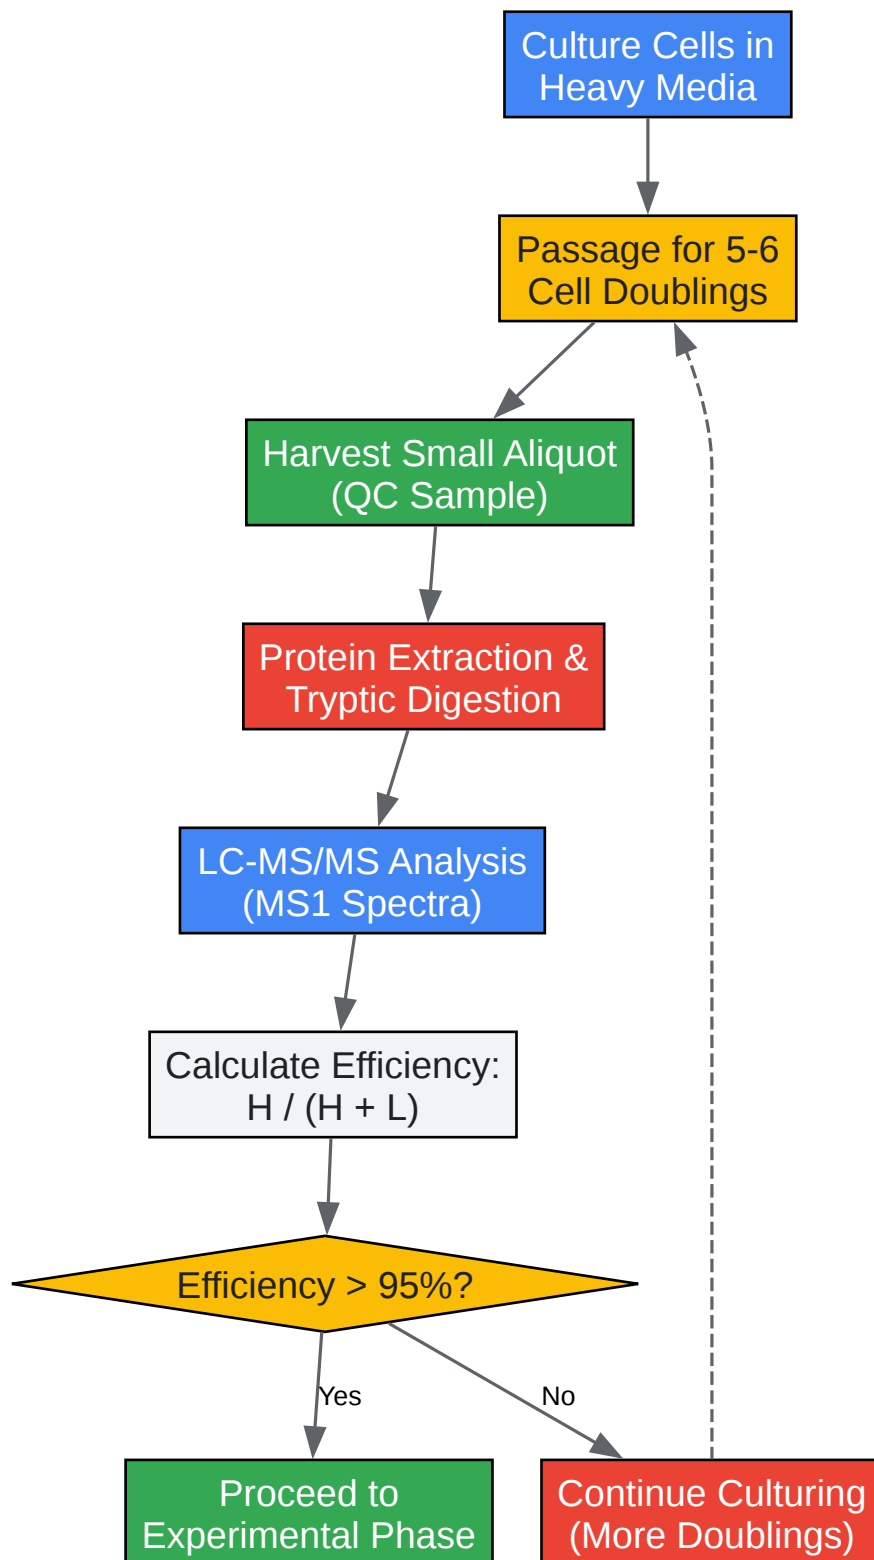 Culture Cells in
Heavy Media
Passage for 5-6
Cell Doublings
Harvest Small Aliquot
(QC Sample)
Protein Extraction &
Tryptic Digestion
LC-MS/MS Analysis
(MS1 Spectra)
Calculate Efficiency:
H / (H + L)
Efficiency > 95%?
Yes
No
Proceed to
Experimental Phase
Continue Culturing
(More Doublings)